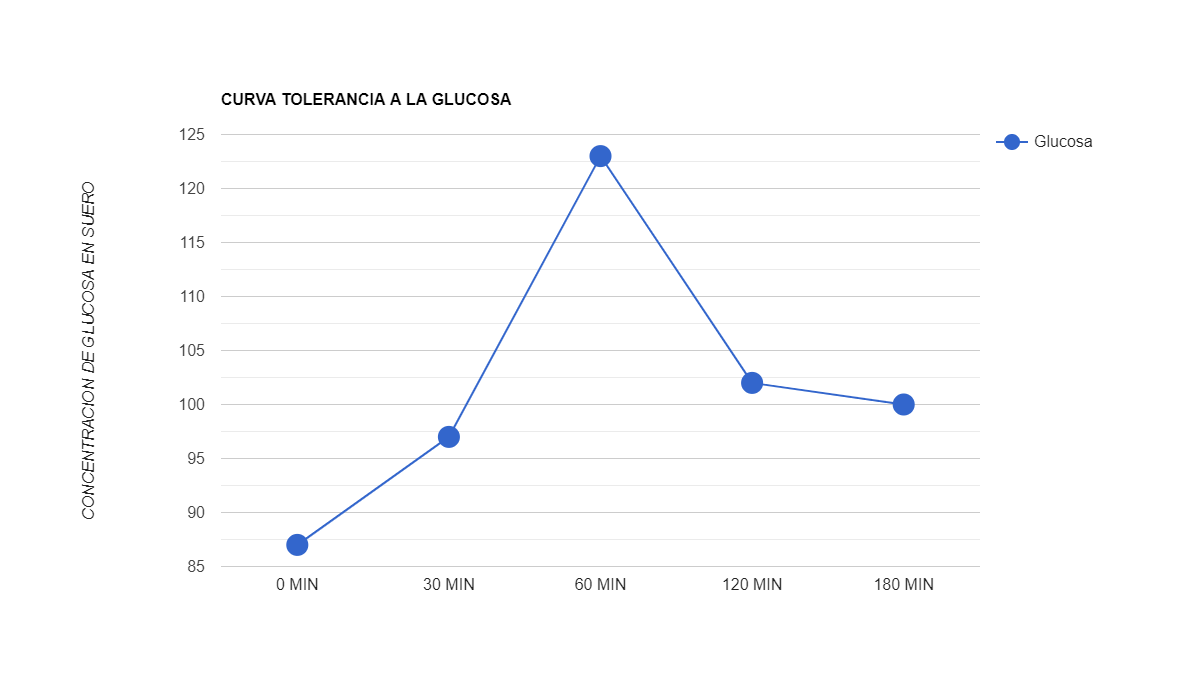 CURVA TOLERANCIA A LA GLUCOSA
Glucosa
CONCENTRACION DE GLUCOSA EN SUERO
125
120
115
110
105
100
95
90
85
0 MIN
30 MIN
60 MIN
120 MIN
180 MIN